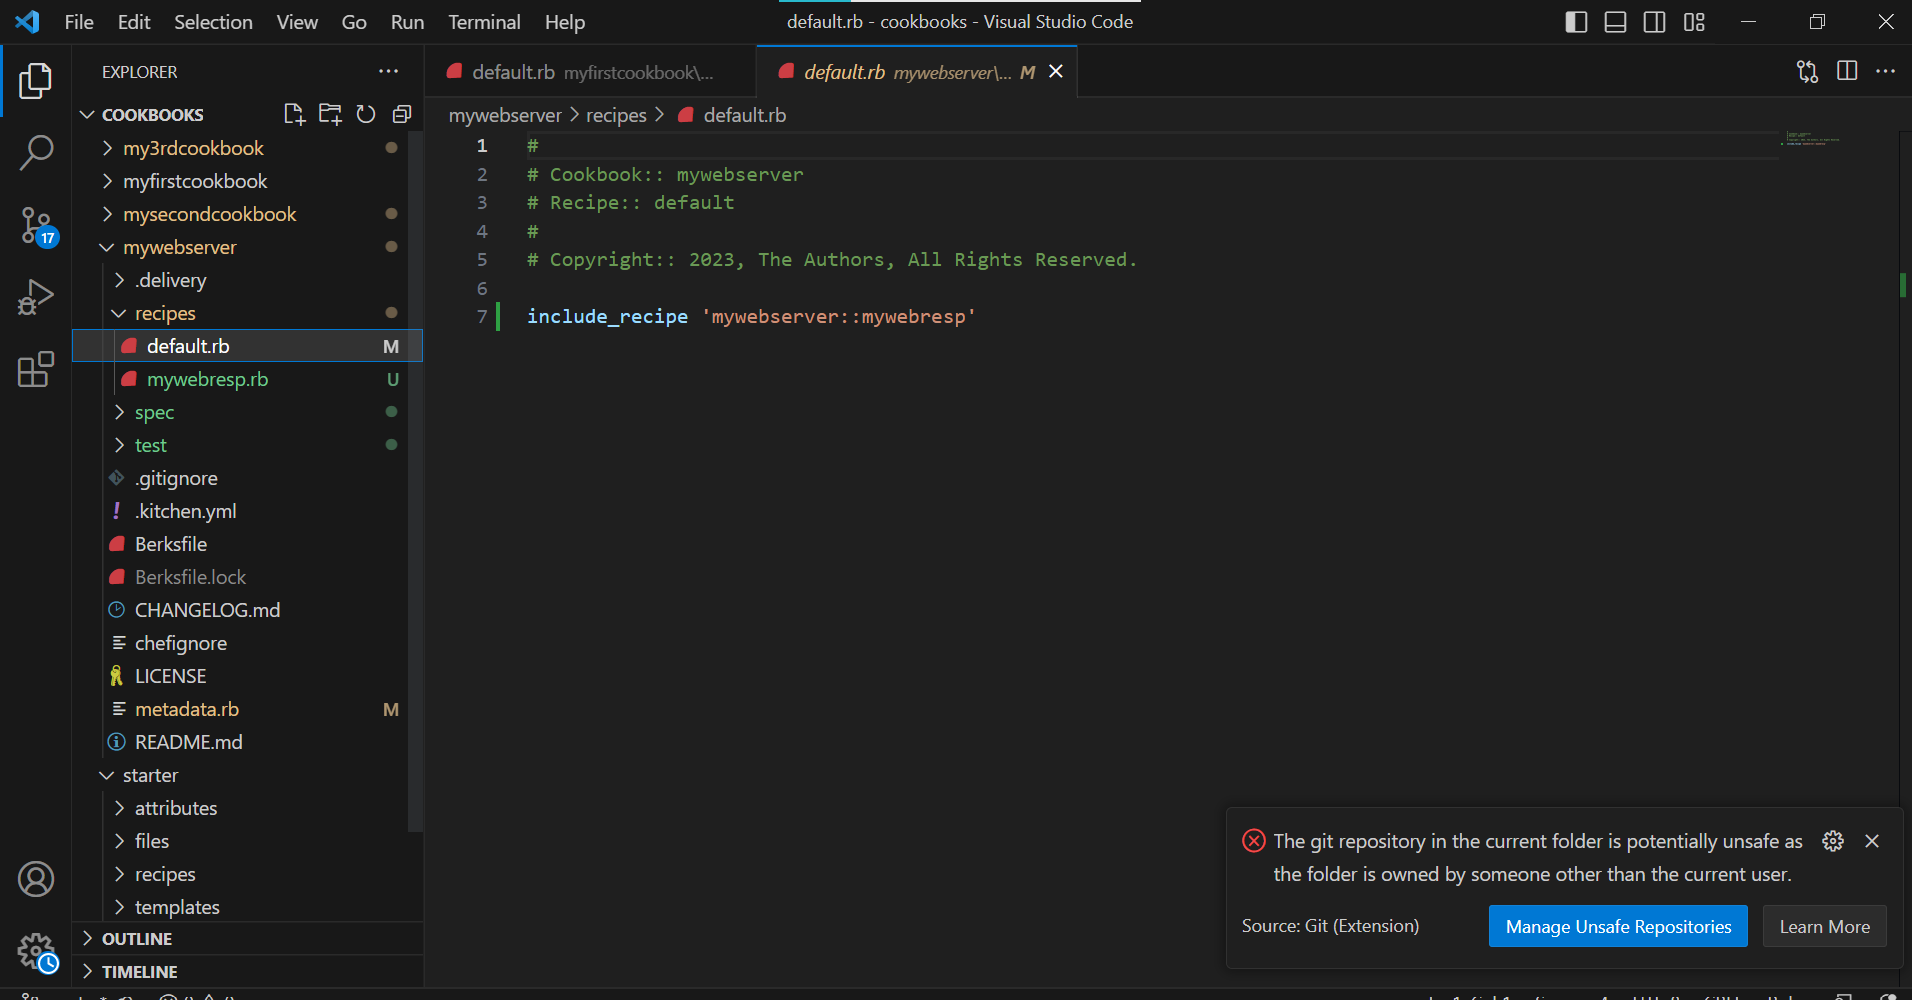 File Edit Selection View Go Run Terminal Help
default.rb - cookbooks - Visual Studio Code
EXPLORER
COOKBOOKS
my3rdcookbook
myfirstcookbook
mysecondcookbook
mywebserver
.delivery
recipes
default.rb M
mywebresp.rb U
spec
test
.gitignore
! .kitchen.yml
Berksfile
Berksfile.lock
CHANGELOG.md
chefignore
LICENSE
metadata.rb M
README.md
starter
attributes
files
recipes
templates
OUTLINE
TIMELINE
17
default.rb myfirstcookbook\...
default.rb mywebserver\... M
mywebserver > recipes > default.rb
1 #
2 # Cookbook:: mywebserver
3 # Recipe:: default
4 #
5 # Copyright:: 2023, The Authors, All Rights Reserved.
6
7 include_recipe 'mywebserver::mywebresp'
The git repository in the current folder is potentially unsafe as
the folder is owned by someone other than the current user.
Source: Git (Extension)
Manage Unsafe Repositories
Learn More